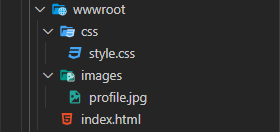 wwwroot
css
style.css
images
profile.jpg
index.html